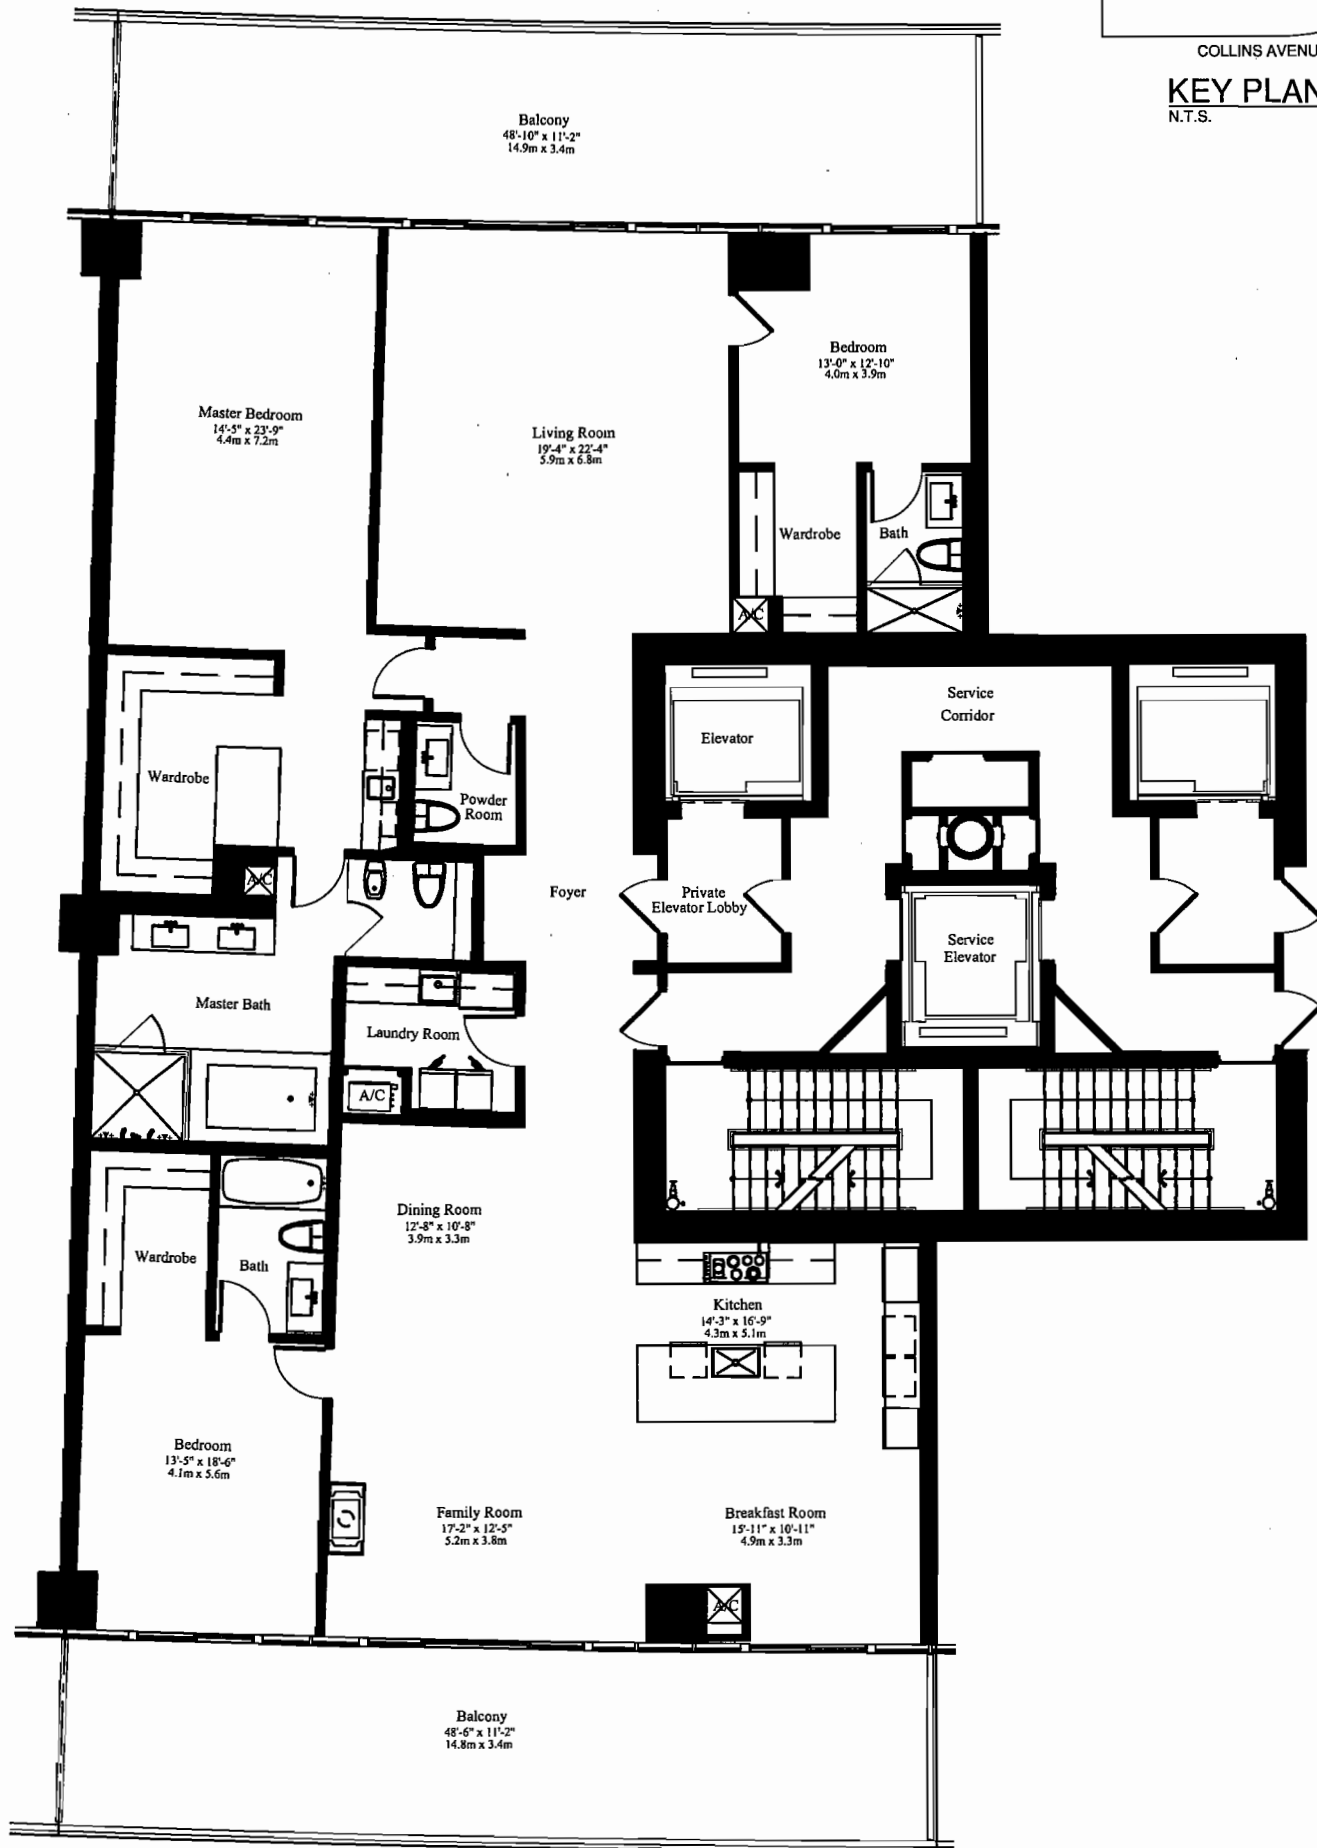 COLLINS AVENU
KEY PLAN
N.T.S.
Balcony
48'-10" x 11'-2"
14.9m x 3.4m
Bedroom
13'-0" x 12'-10"
4.0m x 3.9m
Master Bedroom
14'-5" x 23'-9"
4.4m x 7.2m
Living Room
19'-4" x 22'-4"
5.9m x 6.8m
Wardrobe
Bath
A/C
Service
Corridor
Elevator
Wardrobe
Powder
Room
A/C
Foyer
Private
Elevator Lobby
Service
Elevator
Master Bath
Laundry Room
A/C
Dining Room
12'-8" x 10'-8"
3.9m x 3.3m
Wardrobe
Bath
Kitchen
14'-3" x 16'-9"
4.3m x 5.1m
Bedroom
13'-5" x 18'-6"
4.1m x 5.6m
Family Room
17'-2" x 12'-5"
5.2m x 3.8m
Breakfast Room
15'-11" x 10'-11"
4.9m x 3.3m
A/C
Balcony
48'-6" x 11'-2"
14.8m x 3.4m